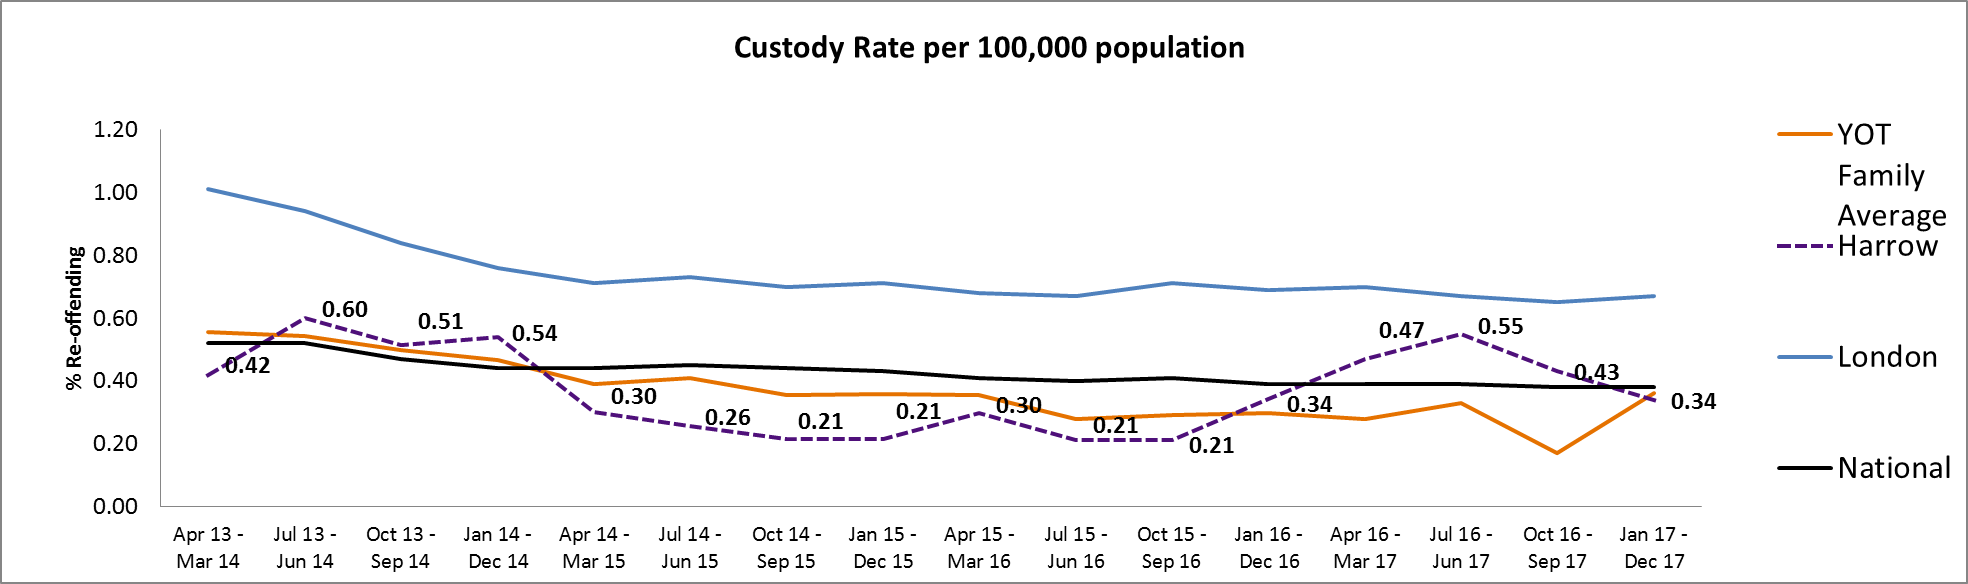 Custody Rate per 100,000 population
% Re-offending
1.20
1.00
0.80
0.60
0.40
0.20
0.00
0.42
0.60
0.51
0.54
0.30
0.26
0.21
0.21
0.30
0.21
0.21
0.34
0.47
0.55
0.43
0.34
Apr 13 - Jul 13 - Oct 13 - Jan 14 - Apr 14 - Jul 14 - Oct 14 - Jan 15 - Apr 15 - Jul 15 - Oct 15 - Jan 16 - Apr 16 - Jul 16 - Oct 16 - Jan 17 -
Mar 14 Jun 14 Sep 14 Dec 14 Mar 15 Jun 15 Sep 15 Dec 15 Mar 16 Jun 16 Sep 16 Dec 16 Mar 17 Jun 17 Sep 17 Dec 17
YOT
Family
Average
Harrow
London
National